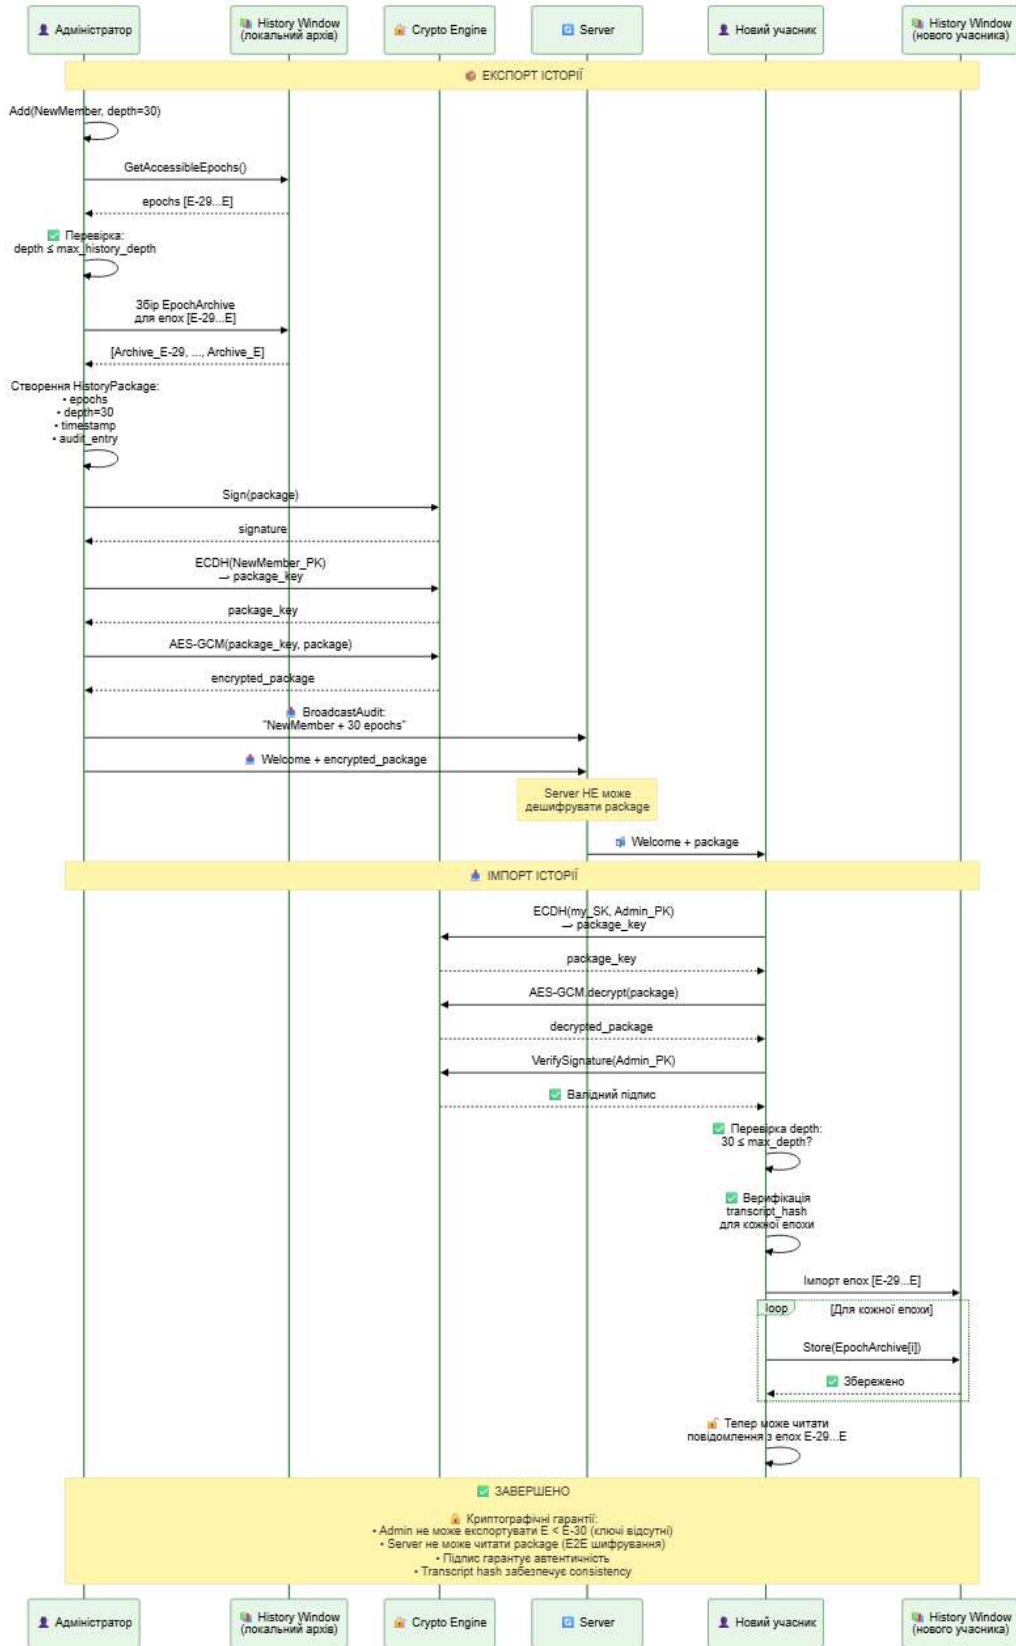 👤 Адміністратор
📚 History Window
(локальний архів)
🔐 Crypto Engine
🔄 Server
👤 Новий учасник
📚 History Window
(нового учасника)
📦 ЕКСПОРТ ІСТОРІЇ
Add(NewMember, depth=30)
GetAccessibleEpochs()
epochs [E-29...E]
✅ Перевірка:
depth ≤ max_history_depth
Збір EpochArchive
для епох [E-29...E]
[Archive_E-29, ..., Archive_E]
Створення HistoryPackage:
• epochs
• depth=30
• timestamp
• audit_entry
Sign(package)
signature
ECDH(NewMember_PK)
→ package_key
package_key
AES-GCM(package_key, package)
encrypted_package
📤 BroadcastAudit:
"NewMember + 30 epochs"
📤 Welcome + encrypted_package
Server НЕ може
дешифрувати package
📬 Welcome + package
📥 ІМПОРТ ІСТОРІЇ
ECDH(my_SK, Admin_PK)
→ package_key
package_key
AES-GCM.decrypt(package)
decrypted_package
VerifySignature(Admin_PK)
✅ Валідний підпис
✅ Перевірка depth:
30 ≤ max_depth?
✅ Верифікація
transcript_hash
для кожної епохи
Імпорт епох [E-29...E]
loop
[Для кожної епохи]
Store(EpochArchive[i])
✅ Збережено
🔓 Тепер може читати
повідомлення з епох E-29...E
✅ ЗАВЕРШЕНО
🔐 Криптографічні гарантії:
• Admin не може експортувати E < E-30 (ключі відсутні)
• Server не може читати package (E2E шифрування)
• Підпис гарантує автентичність
• Transcript hash забезпечує consistency
👤 Адміністратор
📚 History Window
(локальний архів)
🔐 Crypto Engine
🔄 Server
👤 Новий учасник
📚 History Window
(нового учасника)